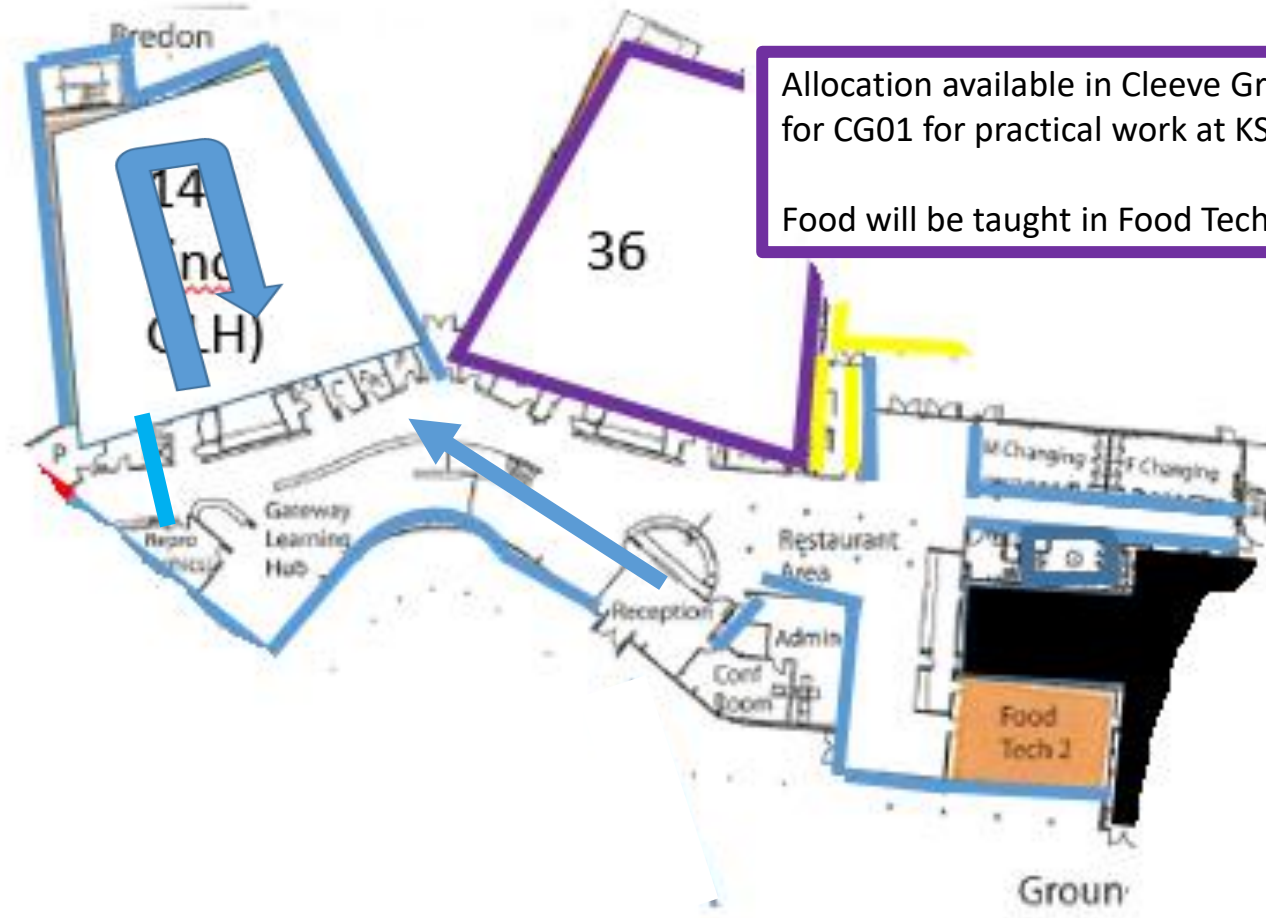 Bredon
Allocation available in Cleeve Gr
for CG01 for practical work at KS
Food will be taught in Food Tech
14
36
LH)
P
M Changing
F Changing
Gateway
Learning
Hub
Repro
Restaurant
Area
Reception
Admin
Conf
Room
Food
Tech 2
Groun